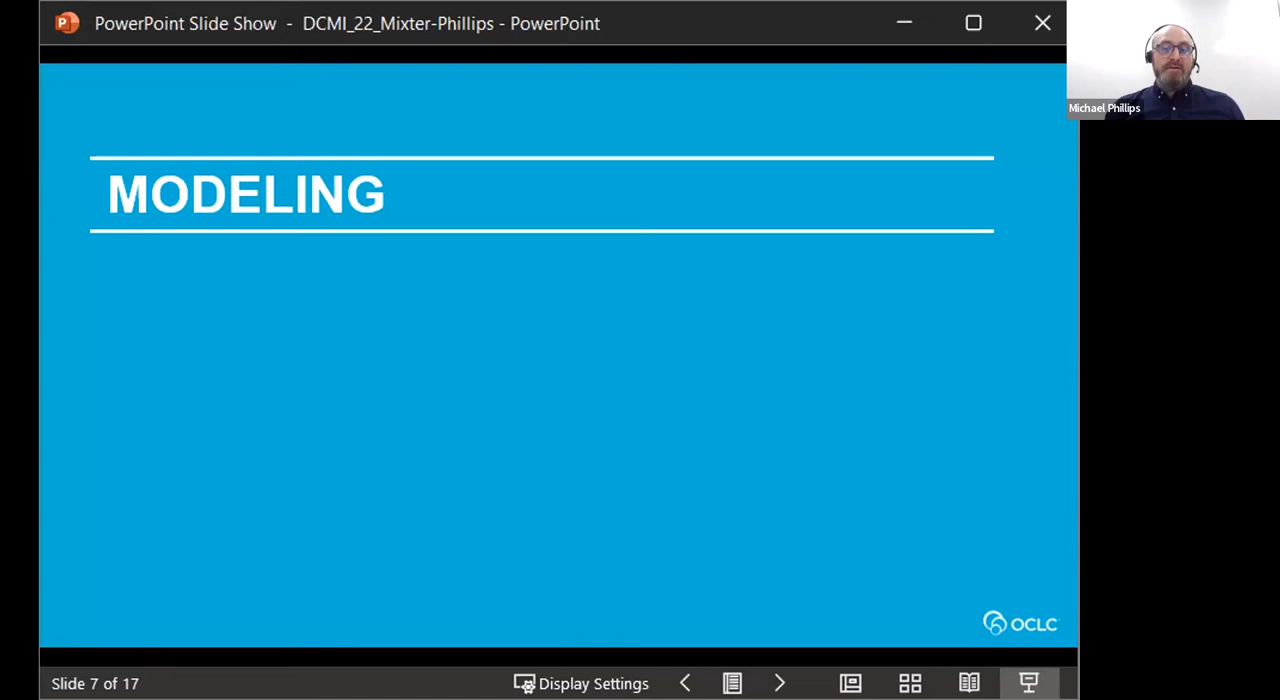 PowerPoint Slide Show - DCMI_22_Mixter-Phillips - PowerPoint
Michael Phillips
MODELING
OCLC
Slide 7 of 17
Display Settings